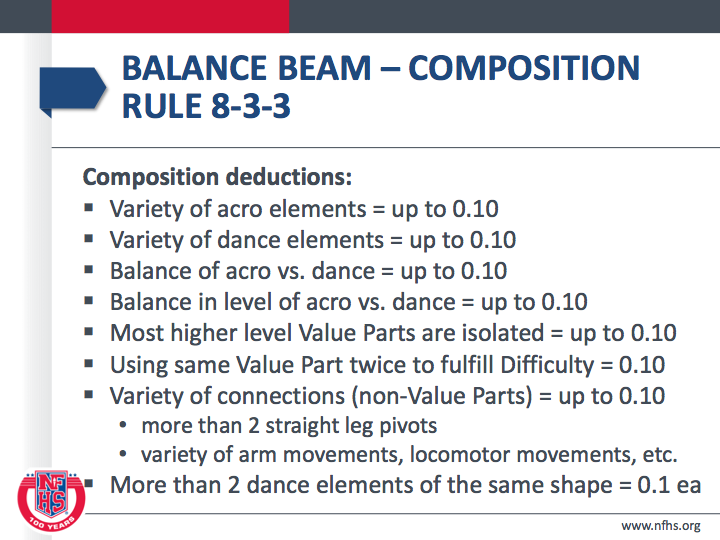 BALANCE BEAM – COMPOSITION
RULE 8-3-3
Composition deductions:
▪ Variety of acro elements = up to 0.10
▪ Variety of dance elements = up to 0.10
▪ Balance of acro vs. dance = up to 0.10
▪ Balance in level of acro vs. dance = up to 0.10
▪ Most higher level Value Parts are isolated = up to 0.10
▪ Using same Value Part twice to fulfill Difficulty = 0.10
▪ Variety of connections (non-Value Parts) = up to 0.10
• more than 2 straight leg pivots
• variety of arm movements, locomotor movements, etc.
▪ More than 2 dance elements of the same shape = 0.1 ea
NF
HS
100 YEARS
www.nfhs.org